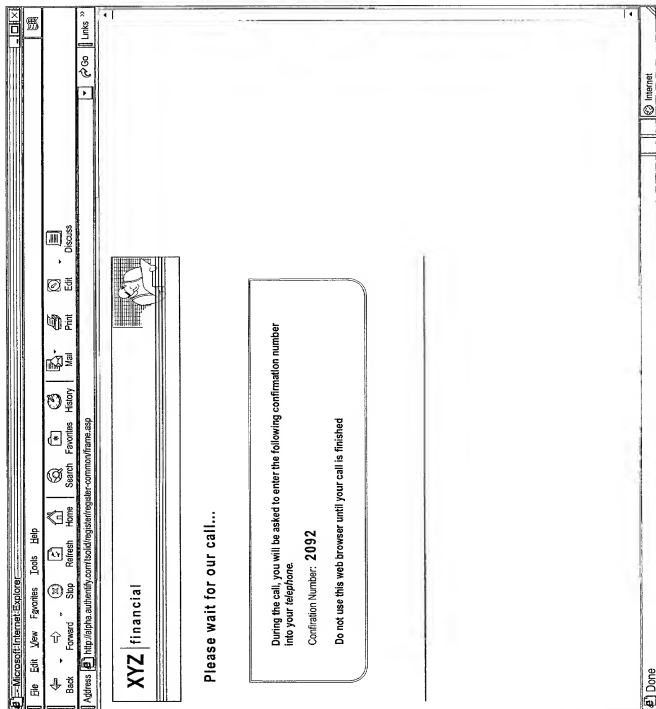 - Microsoft Internet Explorer
File Edit View Favorites Tools Help
Back Forward Stop Refresh Home Search Favorites History Mail Print Edit Discuss
Address http://alpha.authentify.com/tsolid/register/register-common/frame.asp Go Links »
XYZ | financial
Please wait for our call...
During the call, you will be asked to enter the following confirmation number
into your telephone.
Confiration Number: 2092
Do not use this web browser until your call is finished
Done Internet